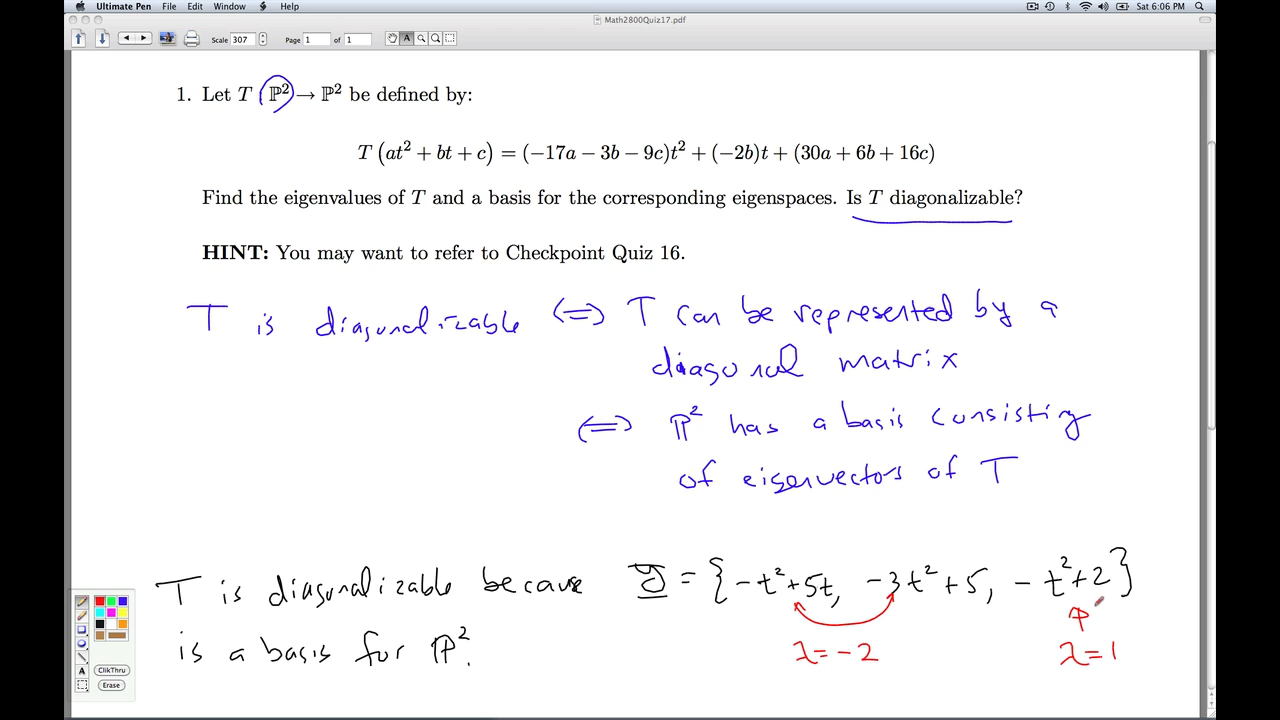 Ultimate Pen File Edit Window Help Sat 6:06 PM
Math2800Quiz17.pdf
Scale 307 Page 1 of 1
A
1. Let T ℙ² → ℙ² be defined by:
T (at² + bt + c) = (−17a − 3b − 9c)t² + (−2b)t + (30a + 6b + 16c)
Find the eigenvalues of T and a basis for the corresponding eigenspaces. Is T diagonalizable?
HINT: You may want to refer to Checkpoint Quiz 16.
T is diagonalizable ⟺ T can be represented by a
diagonal matrix
⟺ ℙ² has a basis consisting
of eigenvectors of T
T is diagonalizable because = {-t²+5t, -3t²+5, -t²+2}
is a basis for ℙ².
λ=-2 λ=1
A
ClikThru
Erase